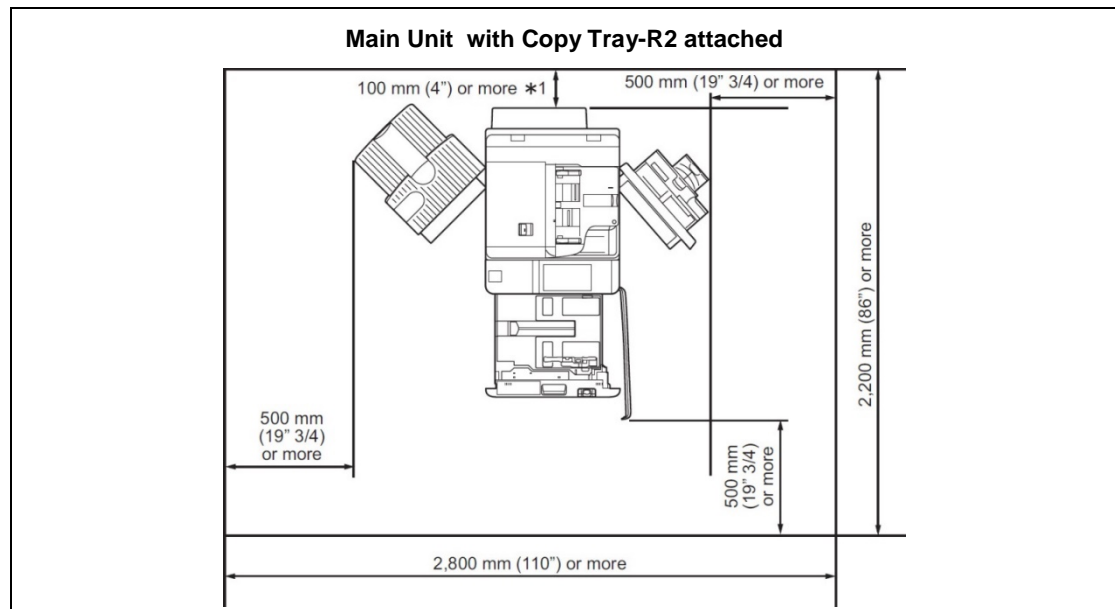 Main Unit with Copy Tray-R2 attached
100 mm (4") or more ∗1
500 mm (19" 3/4) or more
2,200 mm (86") or more
500 mm
(19" 3/4)
or more
500 mm
(19" 3/4)
or more
2,800 mm (110") or more